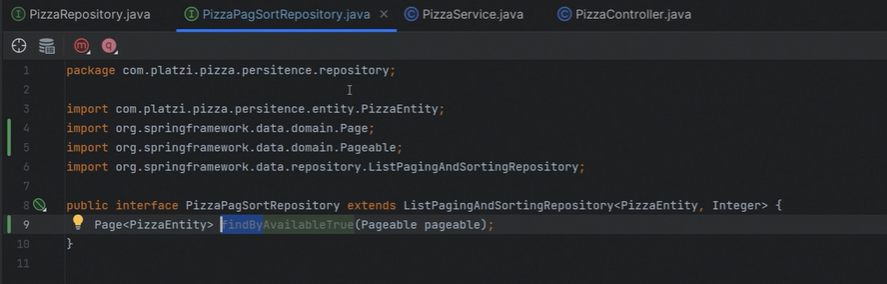 PizzaRepository.java PizzaPagSortRepository.java PizzaService.java PizzaController.java
1 package com.platzi.pizza.persitence.repository;
2
3 import com.platzi.pizza.persitence.entity.PizzaEntity;
4 import org.springframework.data.domain.Page;
5 import org.springframework.data.domain.Pageable;
6 import org.springframework.data.repository.ListPagingAndSortingRepository;
7
8 public interface PizzaPagSortRepository extends ListPagingAndSortingRepository<PizzaEntity, Integer> {
9 Page<PizzaEntity> findByAvailableTrue(Pageable pageable);
10 }
11